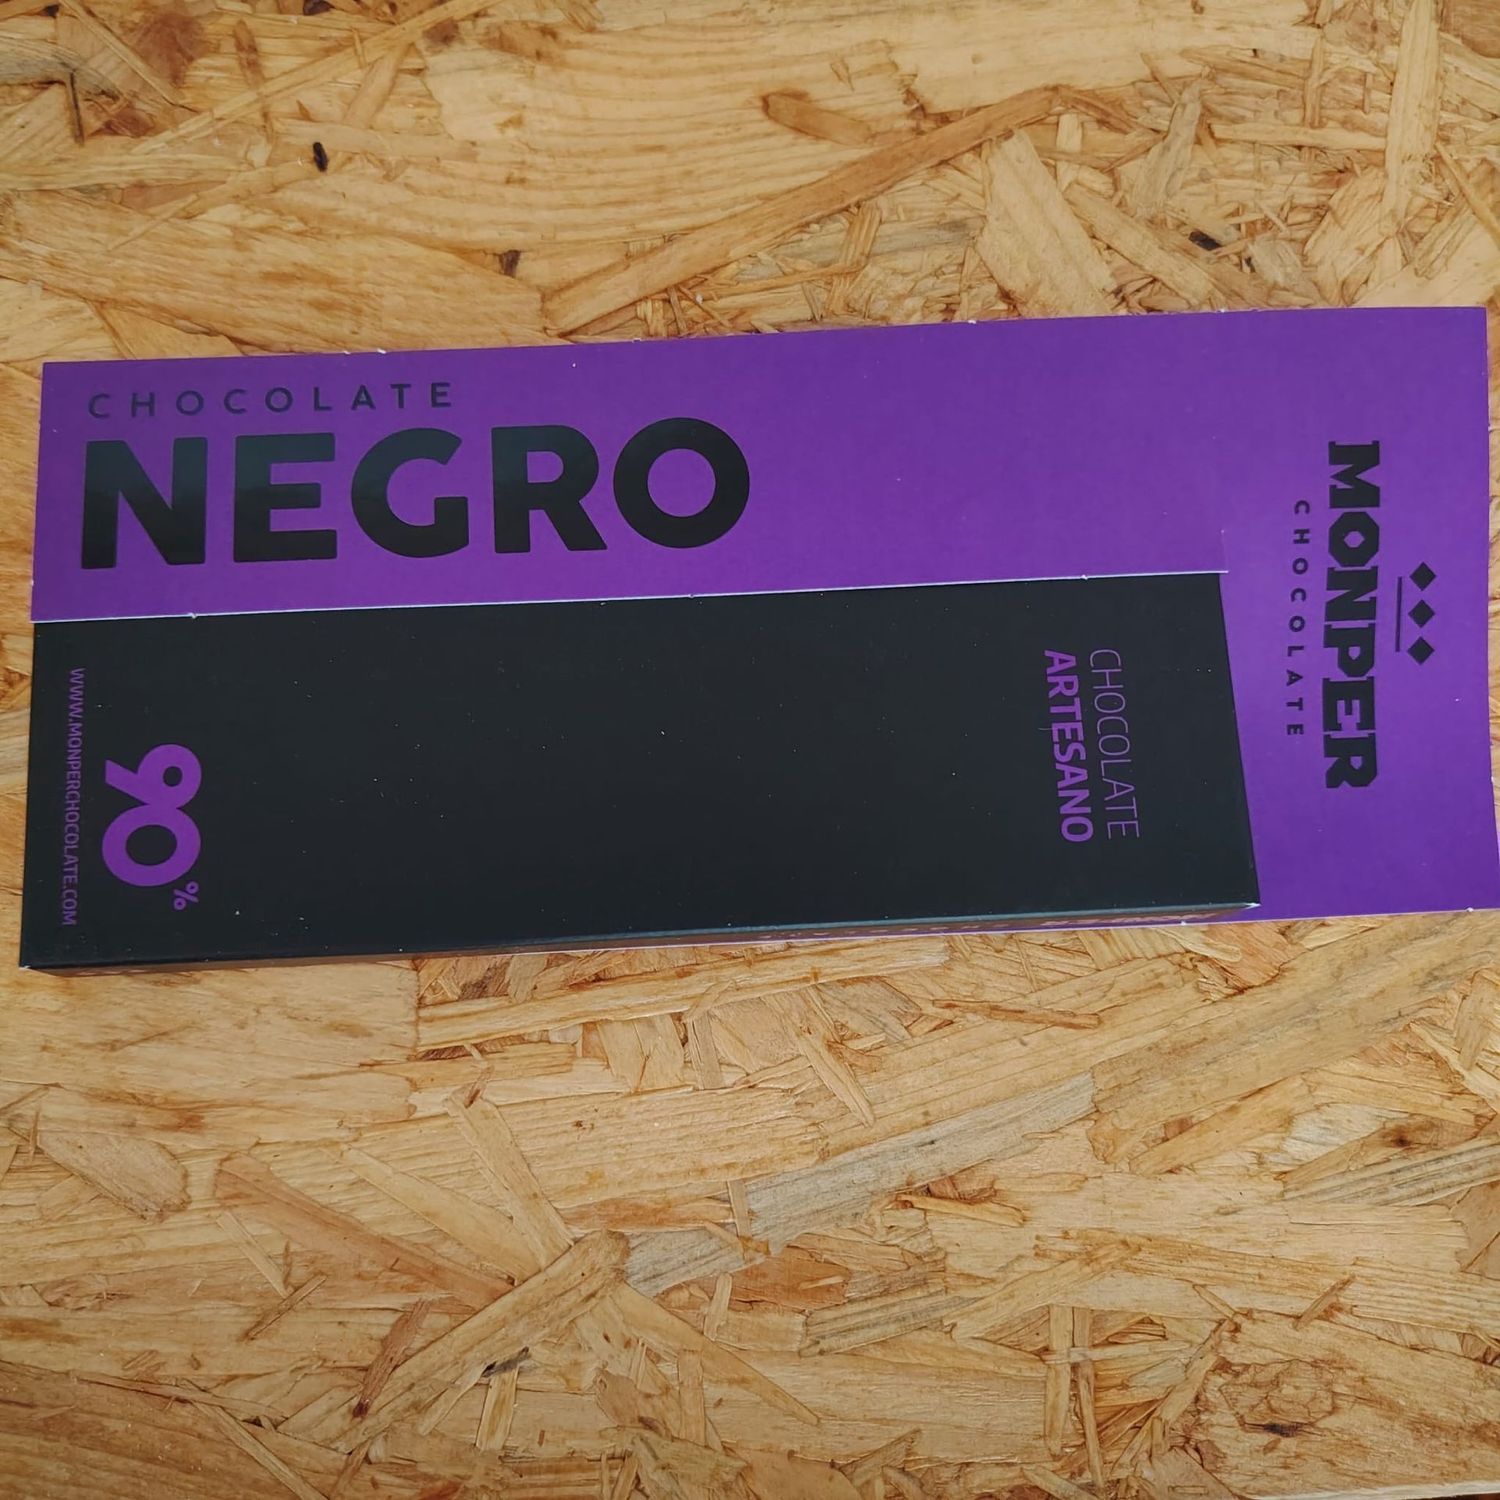 CHOCOLATE
NEGRO
MONPER
CHOCOLATE
CHOCOLATE
ARTESANO
90%
WWW.MONPERCHOCOLATE.COM